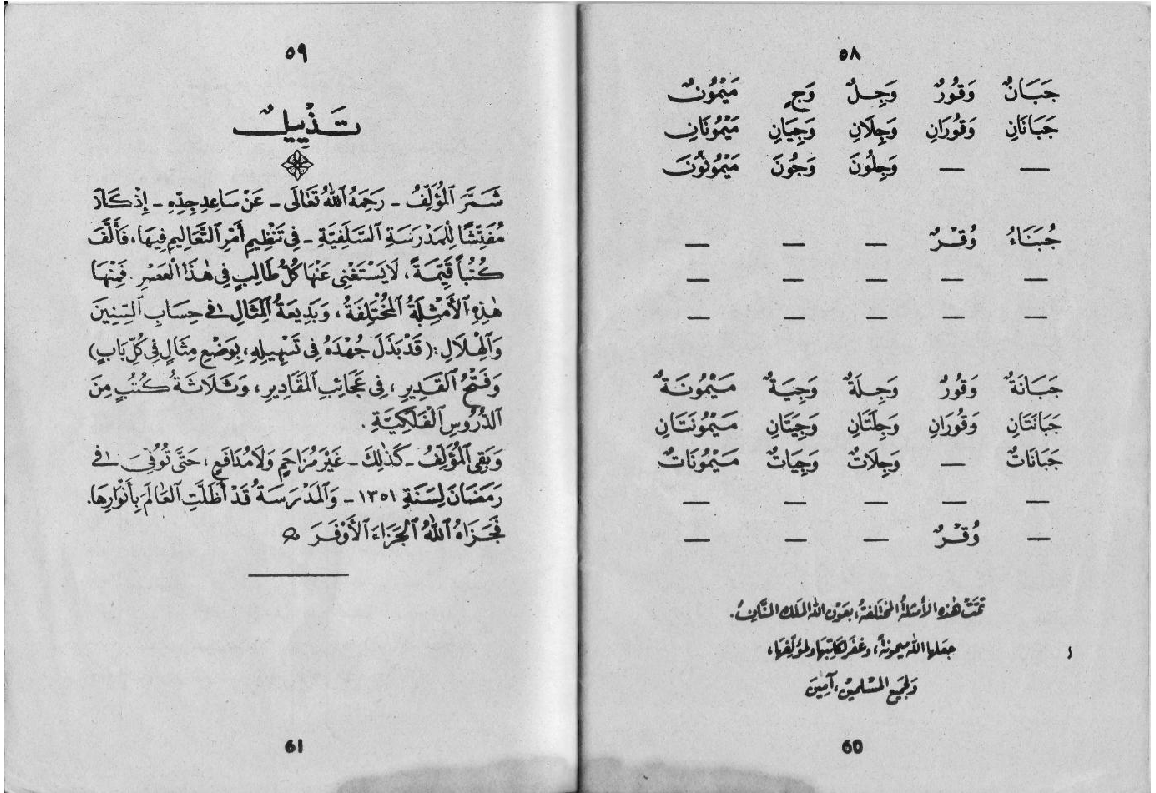 ٥٨
جَبَانٌ وَقُورٌ وَجِلٌ وَجٍ مَيْمُونٌ
جَبَانَانِ وَقُورَانِ وَجِلَانِ وَجِيَانِ مَيْمُونَانِ
— — وَجِلُونَ وَجُونَ مَيْمُونُونَ
جُبَنَاءُ وُقُرٌ — — —
— — — — —
— — — — —
جَبَانَةٌ وَقُورٌ وَجِلَةٌ وَجِيَةٌ مَيْمُونَةٌ
جَبَانَتَانِ وَقُورَانِ وَجِلَتَانِ وَجِيَتَانِ مَيْمُونَتَانِ
جَبَانَاتٌ — وَجِلَاتٌ وَجِيَاتٌ مَيْمُونَاتٌ
— — — — —
— وُقُرٌ — — —
تمت هذه الأمثلة المختلفة، بعون الله الملك
جعلها الله ميمونة، وغفر لكاتبها ولمؤلفها،
ولجميع المسلمين، آمين
60
٥٩
تَذْيِيلٌ
شَمَّرَ الْمُؤَلِّفُ - رَحِمَهُ اللهُ تَعَالَى - عَنْ سَاعِدِ جِدِّهِ - إِذْ كَانَ
مُفَتِّشًا لِلْمَدْرَسَةِ السَّلَفِيَّةِ - فِي تَنْظِيمِ أَمْرِ التَّعَالِيمِ فِيهَا، فَأَلَّفَ
كُتُبًا قَيِّمَةً، لَا يَسْتَغْنِي عَنْهَا كُلُّ طَالِبٍ فِي هٰذَا الْعَصْرِ. فَمِنْهَا
هٰذِهِ الْأَمْثِلَةُ الْمُخْتَلِفَةُ، وَبَدِيعَةُ الْمِثَالِ فِي حِسَابِ السِّنِينَ
وَالْهِلَالِ: (قَدْ بَذَلَ جُهْدَهُ فِي تَسْهِيلِهِ، بِوَضْعِ مِثَالٍ فِي كُلِّ بَابٍ)
وَفَتْحُ الْقَدِيرِ، فِي عَجَائِبِ الْمَقَادِيرِ، وَثَلَاثَةُ كُتُبٍ مِنَ
الدُّرُوسِ الْفَلَكِيَّةِ.
وَبَقِيَ الْمُؤَلِّفُ - كَذٰلِكَ - غَيْرَ مُزَاحَمٍ وَلَا مُدَافَعٍ، حَتَّى تُوُفِّيَ فِي
رَمَضَانَ لِسَنَةِ ١٣٥١ - وَالْمَدْرَسَةُ قَدْ أَظَلَّتِ الْعَالَمَ بِأَنْوَارِهَا.
فَجَزَاهُ اللهُ الْجَزَاءَ الْأَوْفَرَ
61